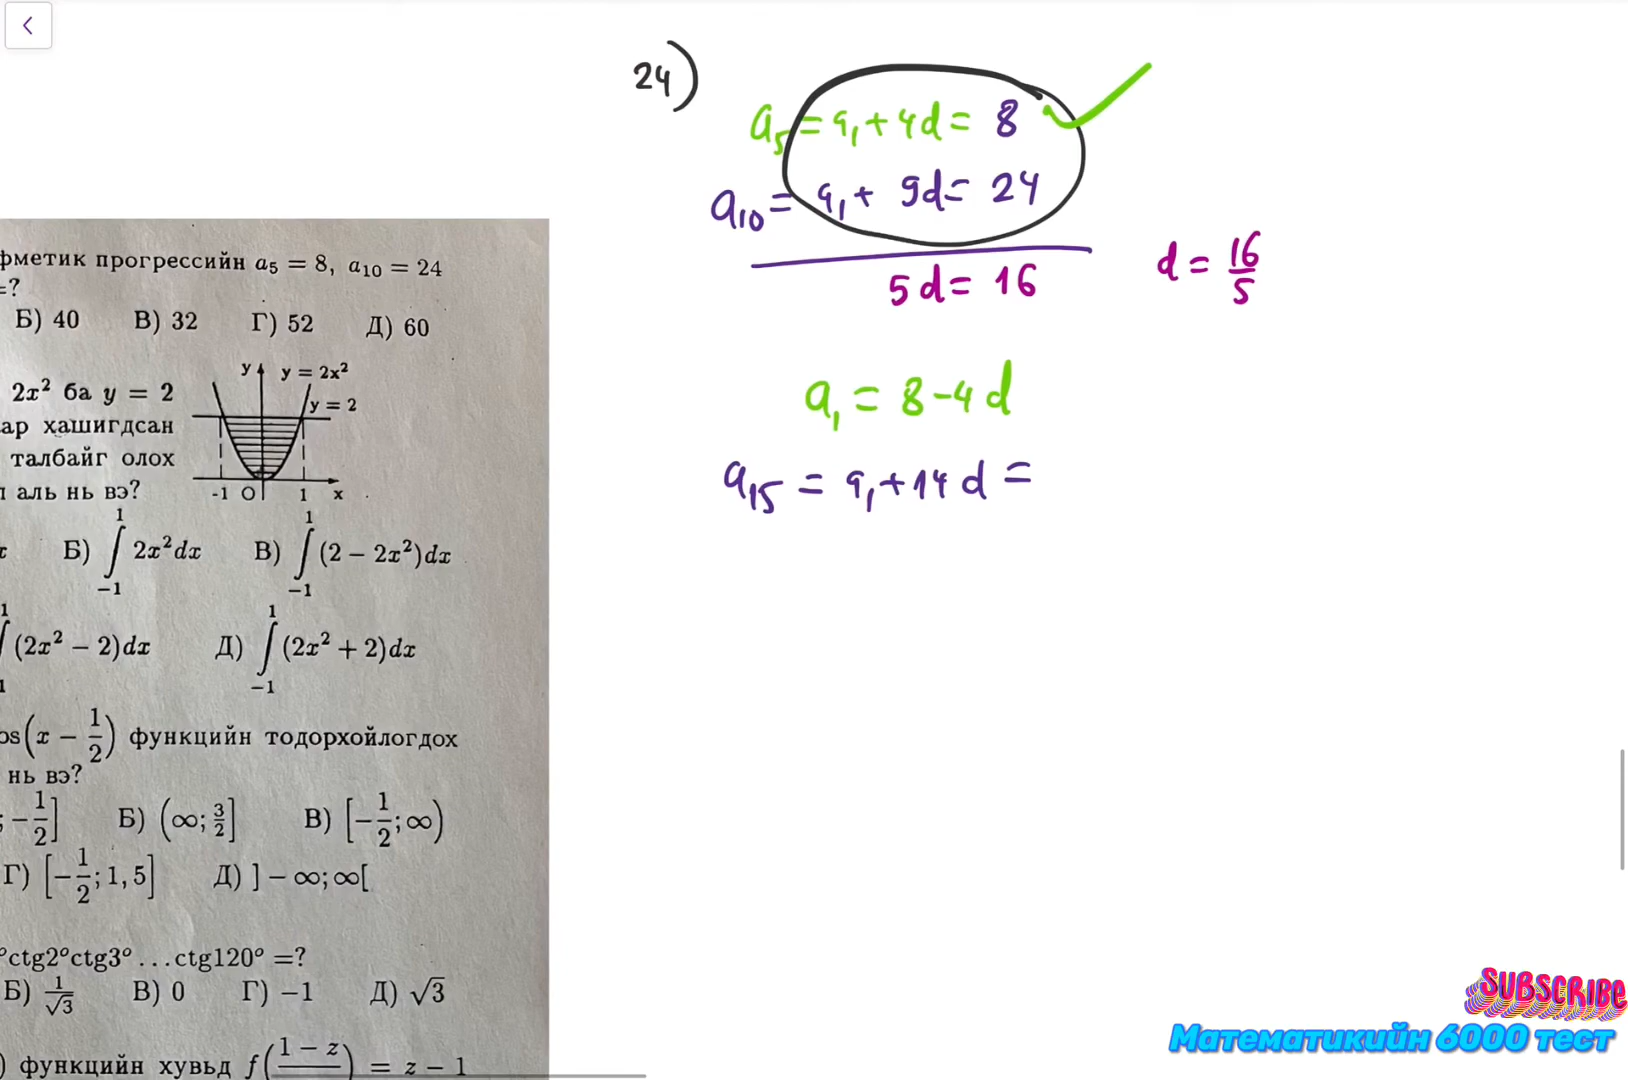 24)
a₅ = a₁ + 4d = 8
a₁₀ = a₁ + 9d = 24
5d = 16
d = 16/5
a₁ = 8 - 4d
a₁₅ = a₁ + 14d =
прогрессийн a₅ = 8, a₁₀ = 24
=?
Б) 40 В) 32 Г) 52 Д) 60
y y = 2x²
y = 2
-1 O 1 x
2x² ба y = 2
хашигдсан
талбайг олох
аль нь вэ?
Б) ∫₋₁¹ 2x²dx В) ∫₋₁¹ (2 − 2x²)dx
(2x² − 2)dx Д) ∫₋₁¹ (2x² + 2)dx
(x − 1/2) функцийн тодорхойлогдох
нь вэ?
; −1/2] Б) (∞; 3/2] В) [−1/2; ∞)
Г) [−1/2; 1, 5] Д) ] − ∞; ∞[
ctg2°ctg3° . . . ctg120° =?
Б) 1/√3 В) 0 Г) −1 Д) √3
) функцийн хувьд f(1 − z) = z − 1
SUBSCRIBE
Математикийн 6000 тест